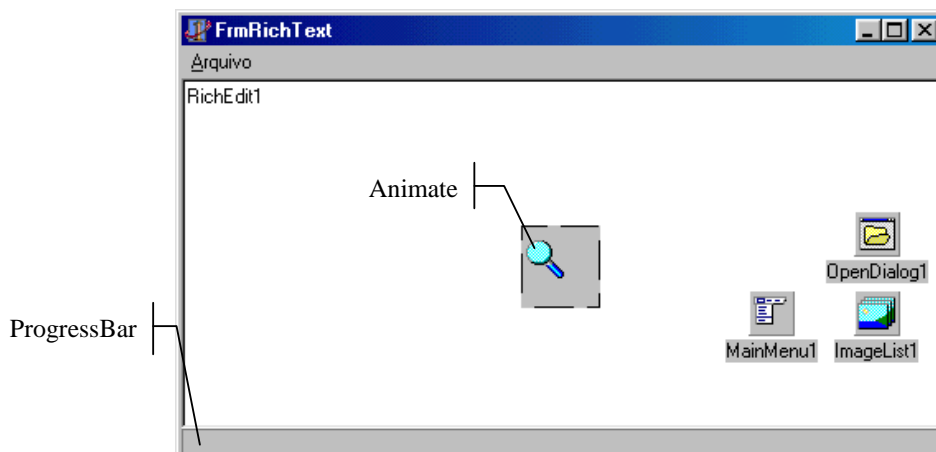 FrmRichText
Arquivo
RichEdit1
Animate
OpenDialog1
ProgressBar
MainMenu1
ImageList1